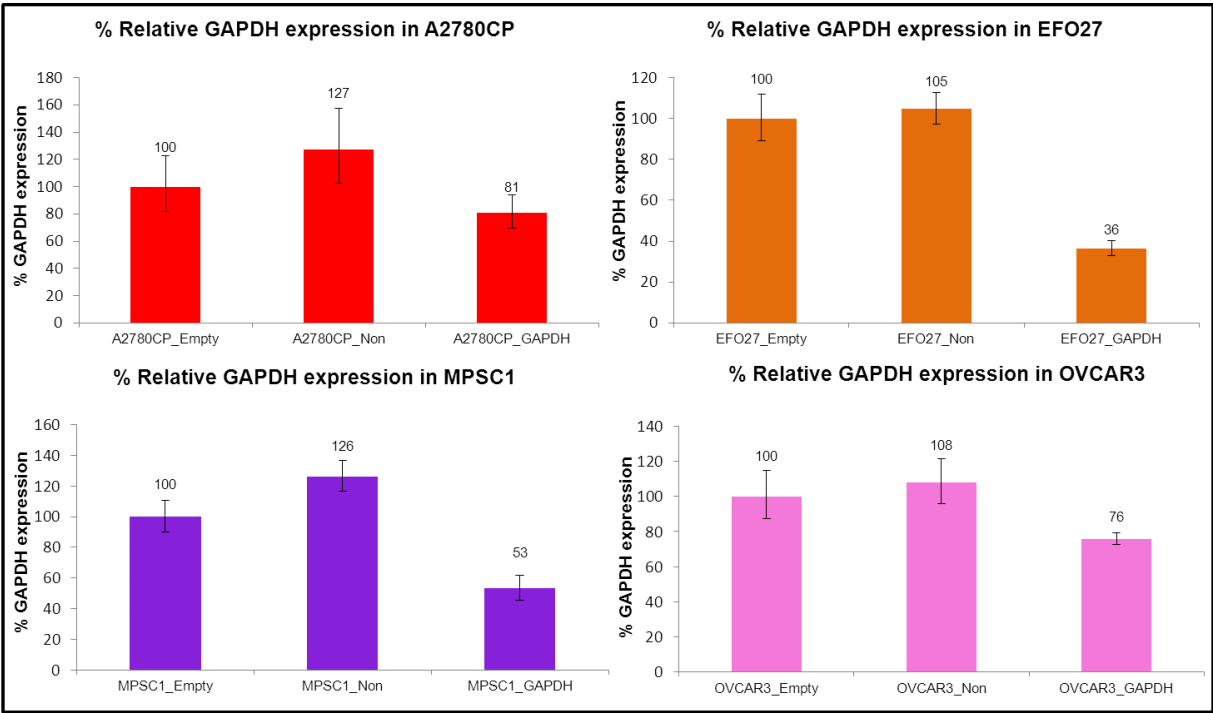 % Relative GAPDH expression in A2780CP
% GAPDH expression
180
160
140
120
100
80
60
40
20
0
100
127
81
A2780CP_Empty
A2780CP_Non
A2780CP_GAPDH
% Relative GAPDH expression in EFO27
% GAPDH expression
120
100
80
60
40
20
0
100
105
36
EFO27_Empty
EFO27_Non
EFO27_GAPDH
% Relative GAPDH expression in MPSC1
% GAPDH expression
160
140
120
100
80
60
40
20
0
100
126
53
MPSC1_Empty
MPSC1_Non
MPSC1_GAPDH
% Relative GAPDH expression in OVCAR3
% GAPDH expression
140
120
100
80
60
40
20
0
100
108
76
OVCAR3_Empty
OVCAR3_Non
OVCAR3_GAPDH